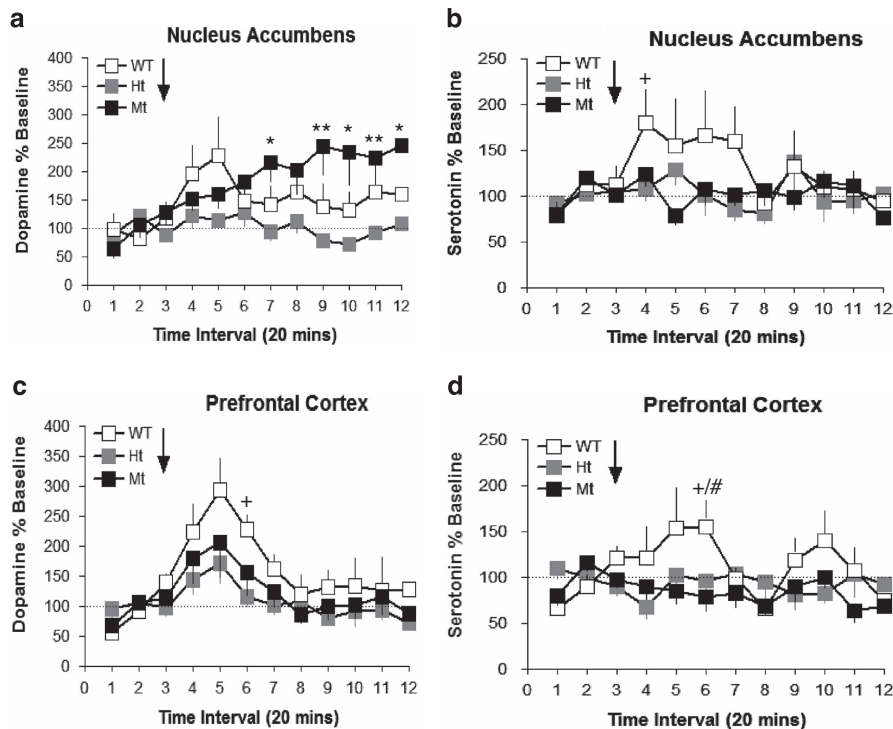 a
Nucleus Accumbens
400
350
300
250
200
150
100
50
0
Dopamine % Baseline
WT
Ht
Mt
*
**
*
**
*
0 1 2 3 4 5 6 7 8 9 10 11 12
Time Interval (20 mins)
b
Nucleus Accumbens
250
200
150
100
50
0
Serotonin % Baseline
WT
Ht
Mt
+
0 1 2 3 4 5 6 7 8 9 10 11 12
Time Interval (20 mins)
c
Prefrontal Cortex
400
350
300
250
200
150
100
50
0
Dopamine % Baseline
WT
Ht
Mt
+
0 1 2 3 4 5 6 7 8 9 10 11 12
Time Interval (20 mins)
d
Prefrontal Cortex
250
200
150
100
50
0
Serotonin % Baseline
WT
Ht
Mt
+/#
0 1 2 3 4 5 6 7 8 9 10 11 12
Time Interval (20 mins)